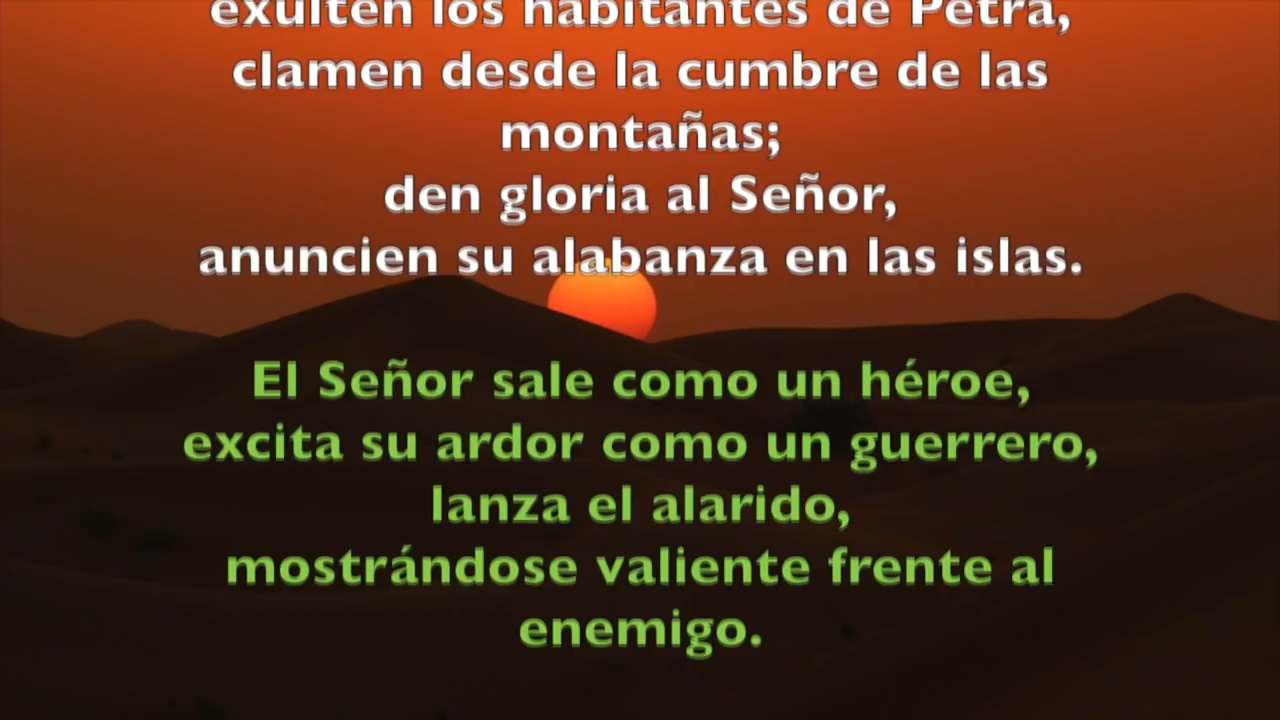 exulten los habitantes de Petra,
clamen desde la cumbre de las
montañas;
den gloria al Señor,
anuncien su alabanza en las islas.
El Señor sale como un héroe,
excita su ardor como un guerrero,
lanza el alarido,
mostrándose valiente frente al
enemigo.